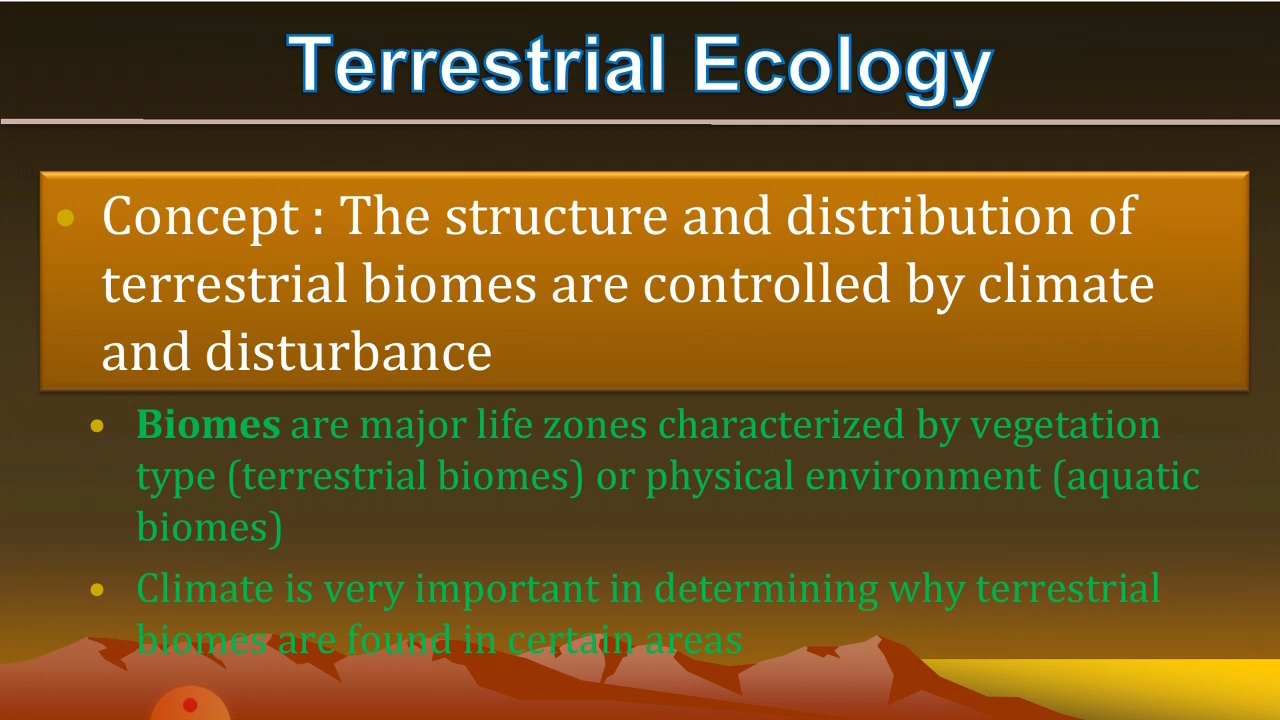 Terrestrial Ecology
• Concept : The structure and distribution of
terrestrial biomes are controlled by climate
and disturbance
• Biomes are major life zones characterized by vegetation
type (terrestrial biomes) or physical environment (aquatic
biomes)
• Climate is very important in determining why terrestrial
biomes are found in certain areas